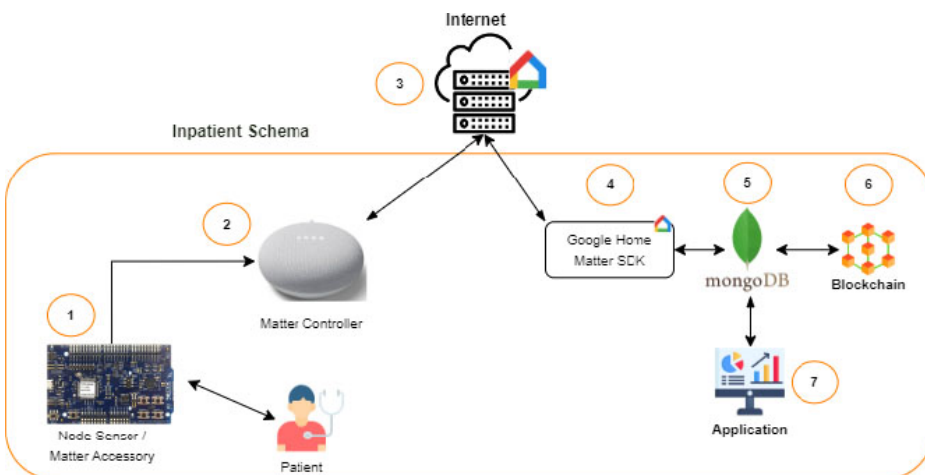 Internet
3
Inpatient Schema
4
5
6
2
Google Home
Matter SDK
mongoDB
Blockchain
1
Matter Controller
7
Application
Node Sensor /
Matter Accessory
Patient